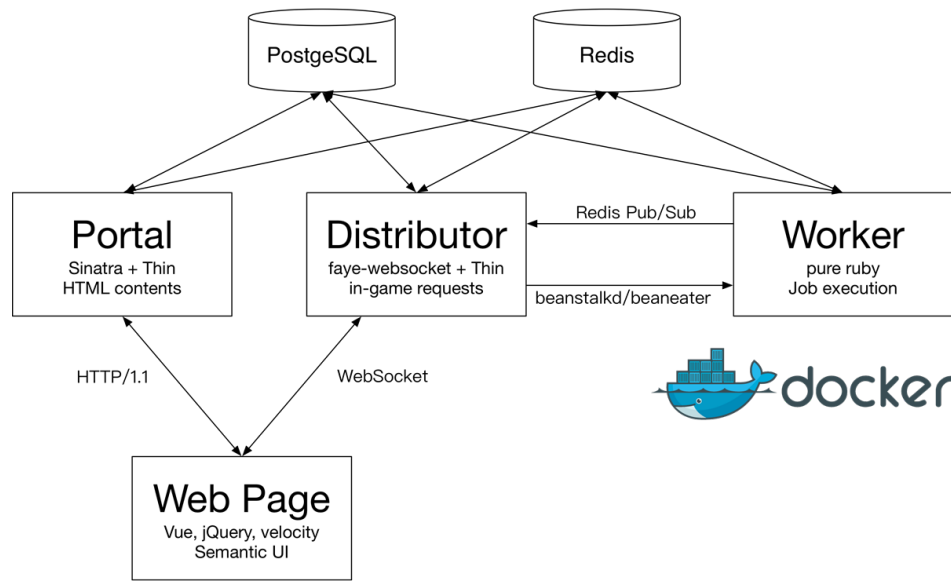 PostgeSQL
Redis
Portal
Sinatra + Thin
HTML contents
Distributor
faye-websocket + Thin
in-game requests
Redis Pub/Sub
beanstalkd/beaneater
Worker
pure ruby
Job execution
HTTP/1.1
WebSocket
docker
Web Page
Vue, jQuery, velocity
Semantic UI